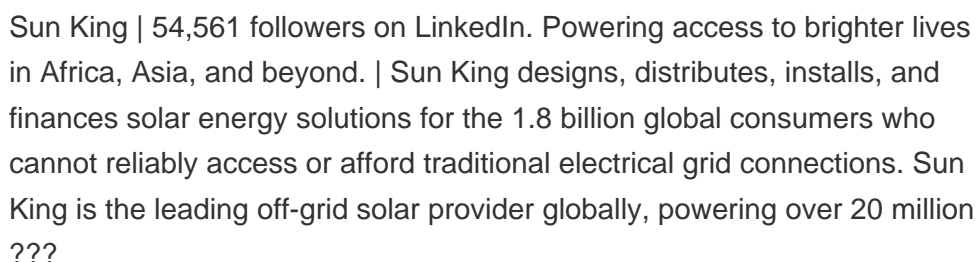 Sun King | 54,561 followers on LinkedIn. Powering access to brighter lives
in Africa, Asia, and beyond. | Sun King designs, distributes, installs, and
finances solar energy solutions for the 1.8 billion global consumers who
cannot reliably access or afford traditional electrical grid connections. Sun
King is the leading off-grid solar provider globally, powering over 20 million
???